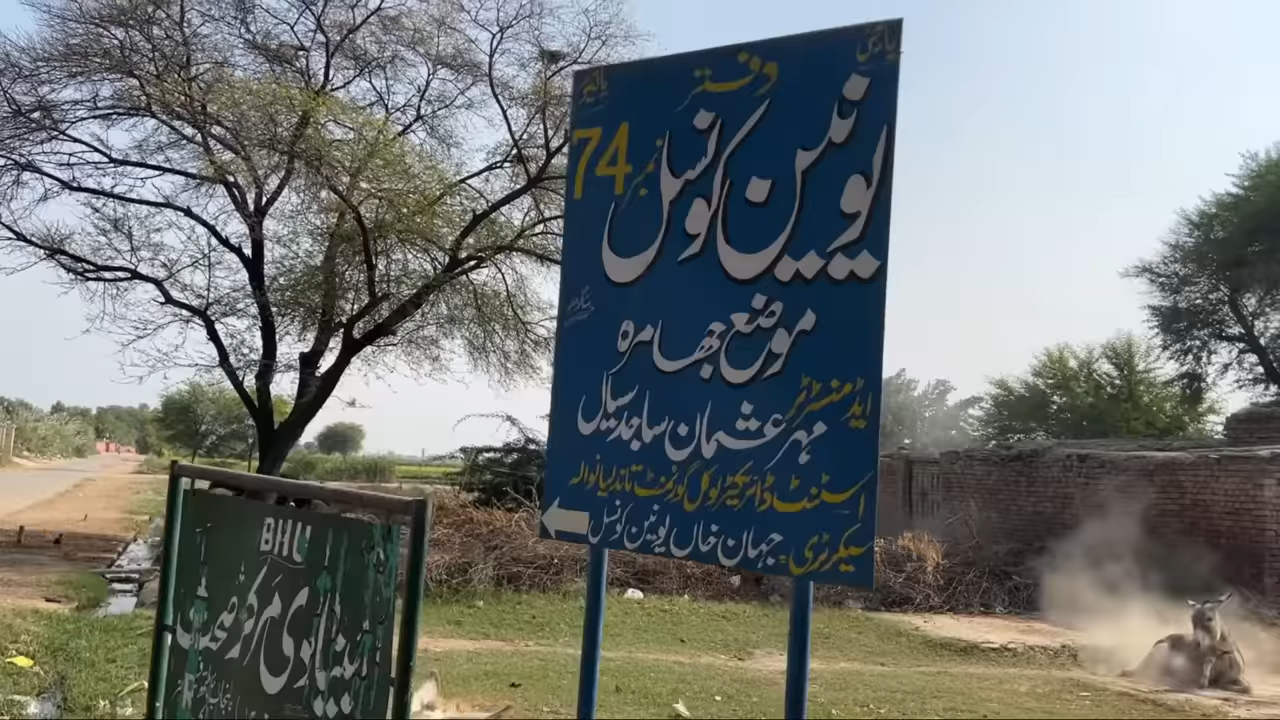 دفتر
یونین کونسل نمبر 74
موضع جھامرہ
ایڈمنسٹریٹر
مہر عثمان ساجد سیال
اسسٹنٹ ڈائریکٹر لوکل گورنمنٹ تاندلیانوالہ
سیکرٹری جہان خاں یونین کونسل
BHU
بنیادی مرکز صحت